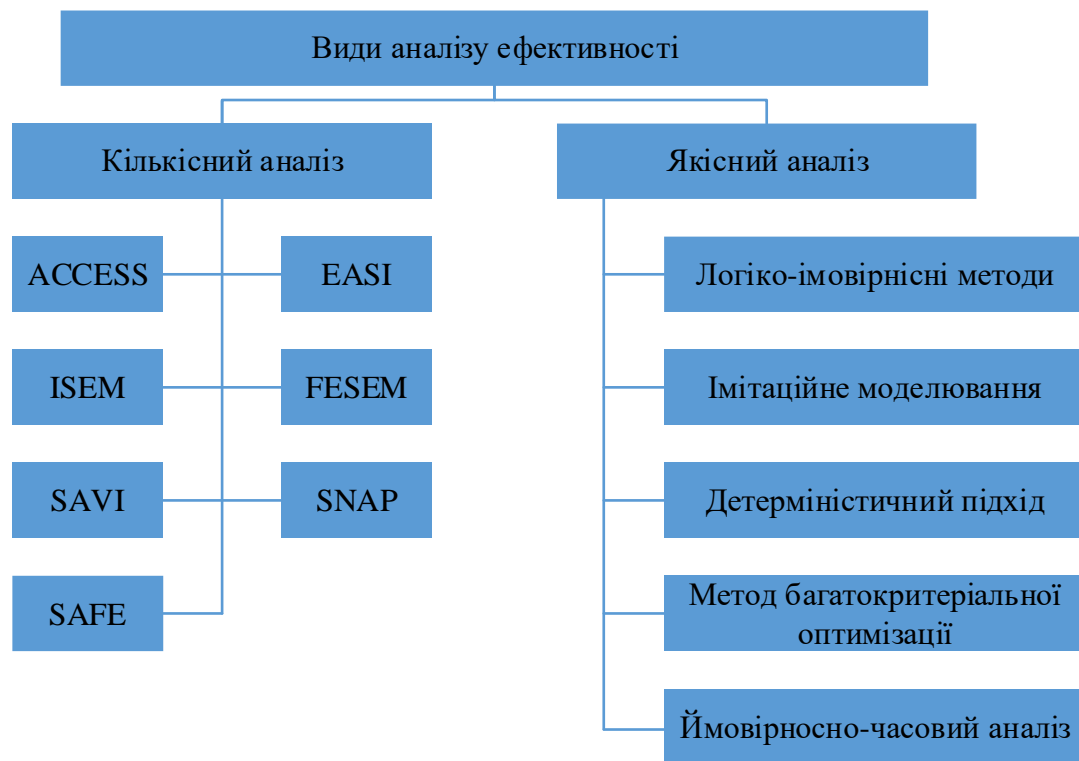 Види аналізу ефективності
Кількісний аналіз
Якісний аналіз
ACCESS
EASI
ISEM
FESEM
SAVI
SNAP
SAFE
Логіко-імовірнісні методи
Імітаційне моделювання
Детерміністичний підхід
Метод багатокритеріальної
оптимізації
Ймовірносно-часовий аналіз